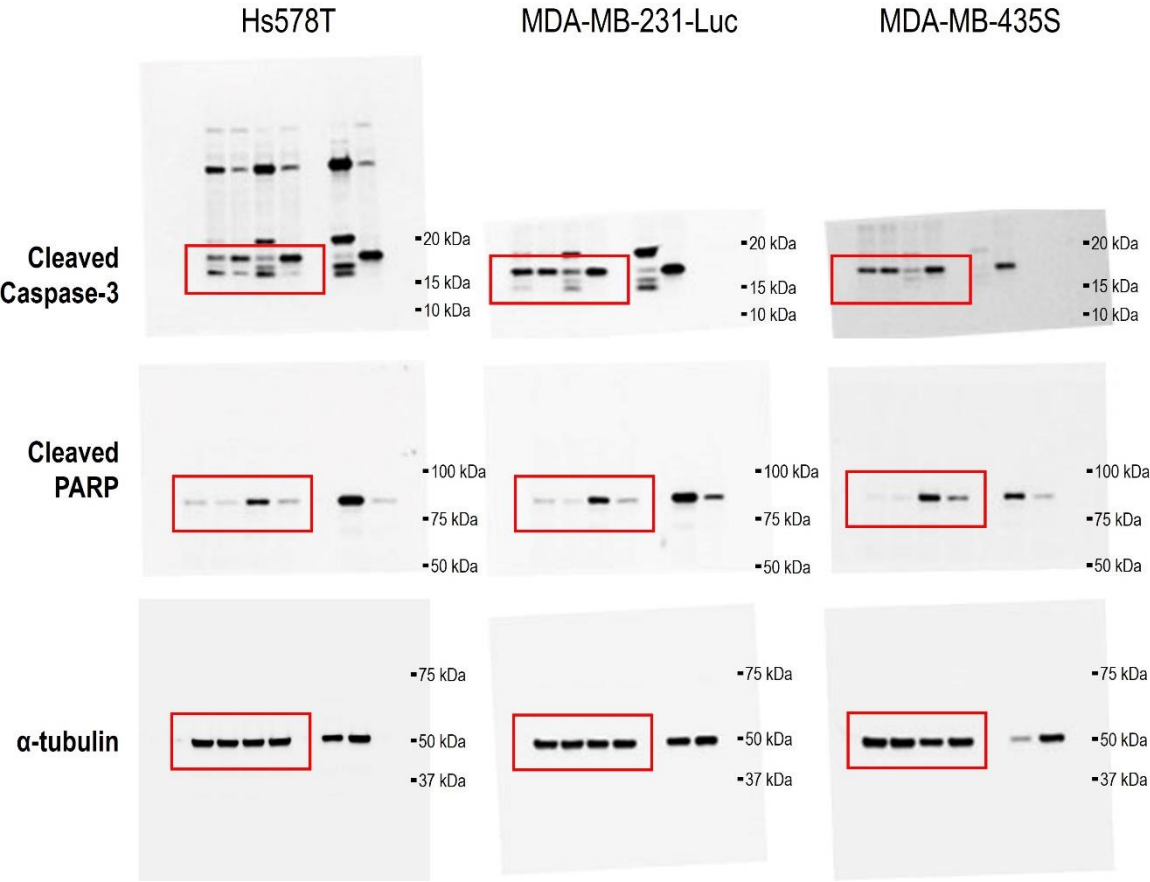 Hs578T MDA-MB-231-Luc MDA-MB-435S
Cleaved
Caspase-3
-20 kDa
-15 kDa
-10 kDa
-20 kDa
-15 kDa
-10 kDa
-20 kDa
-15 kDa
-10 kDa
Cleaved
PARP
-100 kDa
-75 kDa
-50 kDa
-100 kDa
-75 kDa
-50 kDa
-100 kDa
-75 kDa
-50 kDa
α-tubulin
-75 kDa
-50 kDa
-37 kDa
-75 kDa
-50 kDa
-37 kDa
-75 kDa
-50 kDa
-37 kDa